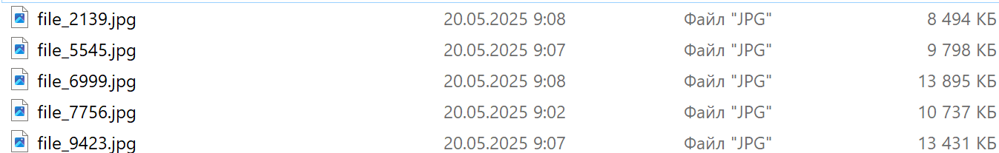 file_2139.jpg 20.05.2025 9:08 Файл "JPG" 8 494 КБ
file_5545.jpg 20.05.2025 9:07 Файл "JPG" 9 798 КБ
file_6999.jpg 20.05.2025 9:08 Файл "JPG" 13 895 КБ
file_7756.jpg 20.05.2025 9:02 Файл "JPG" 10 737 КБ
file_9423.jpg 20.05.2025 9:07 Файл "JPG" 13 431 КБ